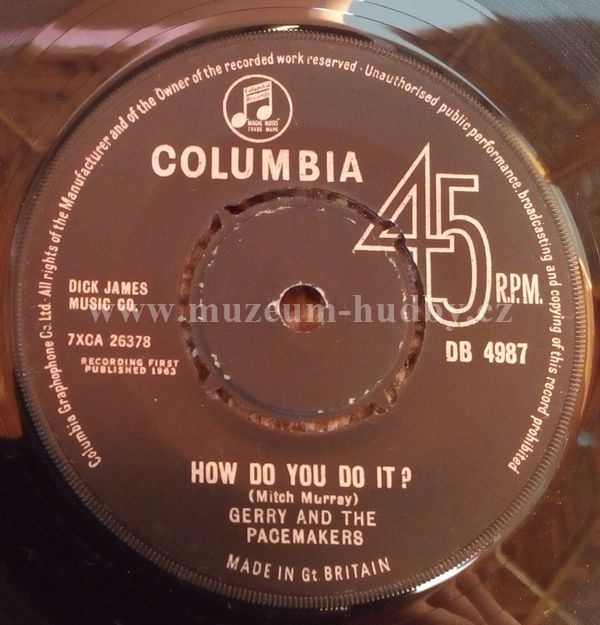 Columbia Graphophone Co. Ltd. All rights of the Manufacturer and of the Owner of the recorded work reserved · Unauthorised public performance, broadcasting and copying of this record prohibited
MAGIC NOTES
TRADE MARK
COLUMBIA
45
R.P.M.
DICK JAMES
MUSIC CO.
7XCA 26378
RECORDING FIRST
PUBLISHED 1963
DB 4987
www.muzeum-hudby.cz
HOW DO YOU DO IT?
(Mitch Murray)
GERRY AND THE
PACEMAKERS
MADE IN Gt BRITAIN